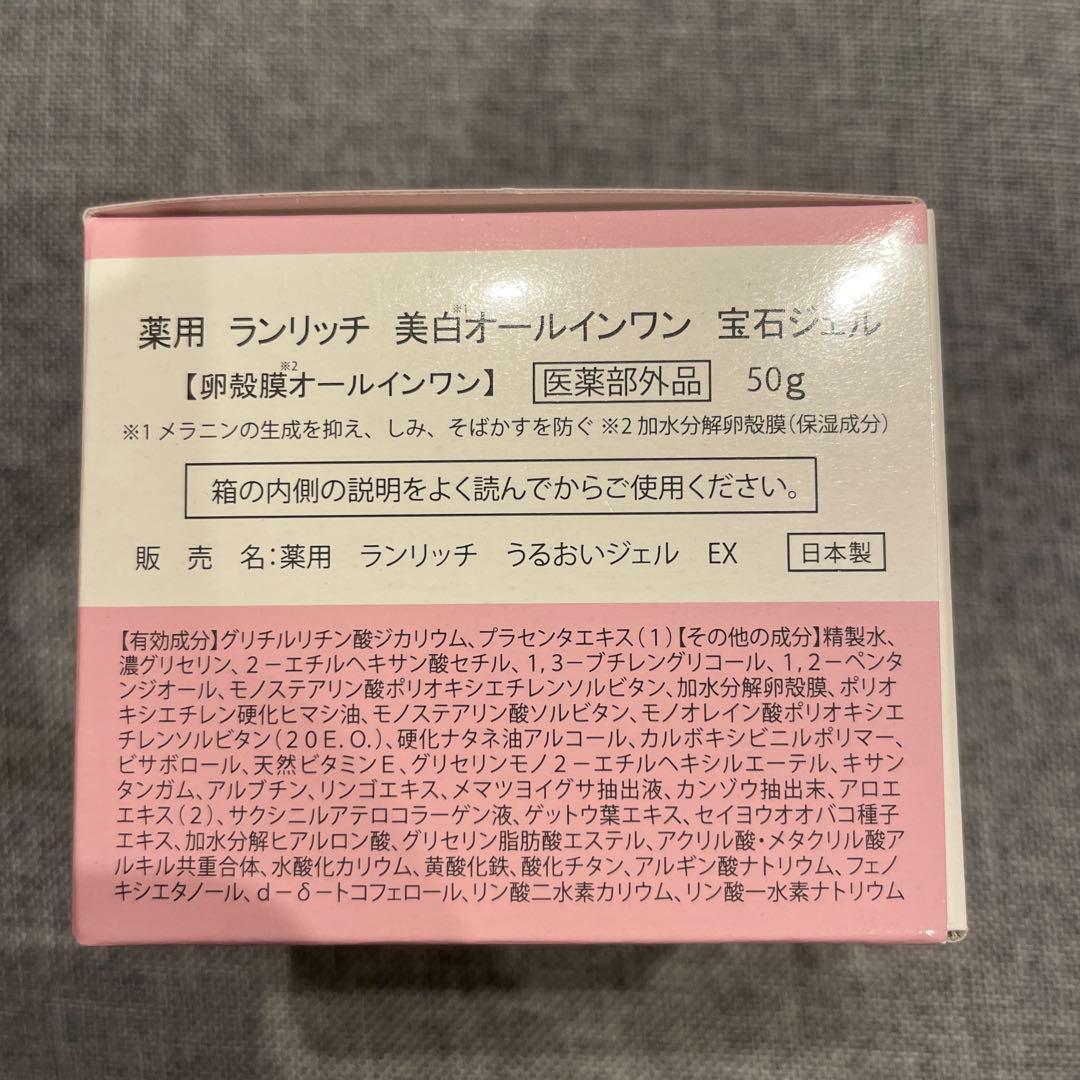 薬用 ランリッチ 美白※1オールインワン 宝石ジェル
【卵殻膜※2オールインワン】 医薬部外品 50g
※1メラニンの生成を抑え、しみ、そばかすを防ぐ ※2加水分解卵殻膜(保湿成分)
箱の内側の説明をよく読んでからご使用ください。
販 売 名:薬用 ランリッチ うるおいジェル EX 日本製
【有効成分】グリチルリチン酸ジカリウム、プラセンタエキス(1)【その他の成分】精製水、
濃グリセリン、2-エチルヘキサン酸セチル、1,3-ブチレングリコール、1,2-ペンタ
ンジオール、モノステアリン酸ポリオキシエチレンソルビタン、加水分解卵殻膜、ポリオ
キシエチレン硬化ヒマシ油、モノステアリン酸ソルビタン、モノオレイン酸ポリオキシエ
チレンソルビタン(20E.O.)、硬化ナタネ油アルコール、カルボキシビニルポリマー、
ビサボロール、天然ビタミンE、グリセリンモノ2-エチルヘキシルエーテル、キサン
タンガム、アルブチン、リンゴエキス、メマツヨイグサ抽出液、カンゾウ抽出末、アロエ
エキス(2)、サクシニルアテロコラーゲン液、ゲットウ葉エキス、セイヨウオオバコ種子
エキス、加水分解ヒアルロン酸、グリセリン脂肪酸エステル、アクリル酸・メタクリル酸ア
ルキル共重合体、水酸化カリウム、黄酸化鉄、酸化チタン、アルギン酸ナトリウム、フェノ
キシエタノール、d-δ-トコフェロール、リン酸二水素カリウム、リン酸一水素ナトリウム